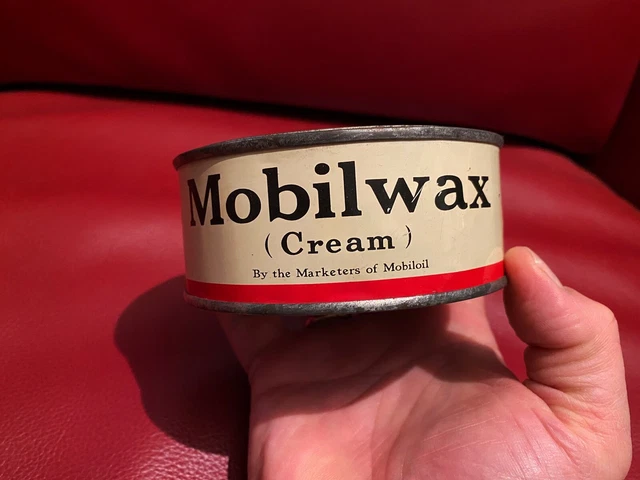 Mobilwax
(Cream)
By the Marketers of Mobiloil